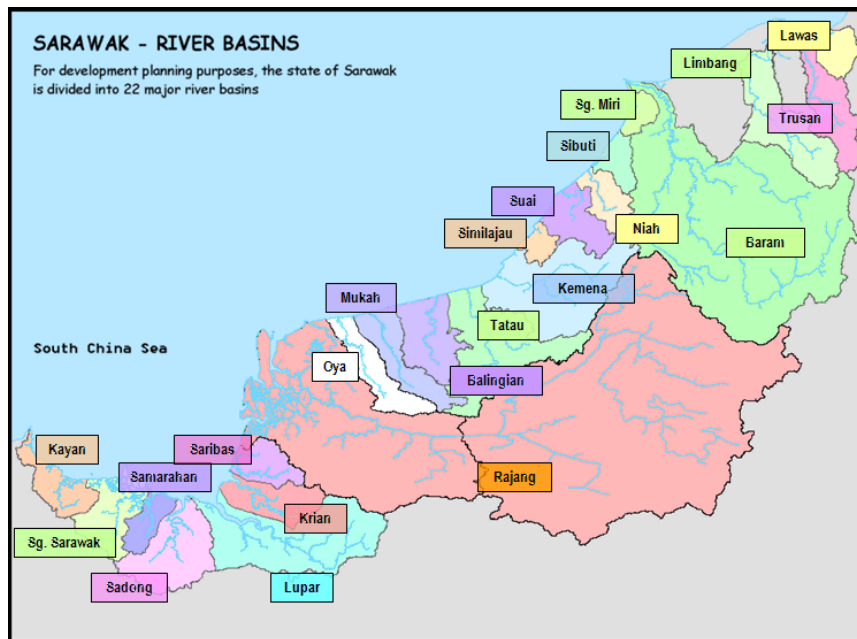 SARAWAK - RIVER BASINS
For development planning purposes, the state of Sarawak
is divided into 22 major river basins
Lawas
Limbang
Sg. Miri
Trusan
Sibuti
Suai
Similajau
Niah
Baram
Kemena
Mukah
Tatau
South China Sea
Oya
Balingian
Kayan
Saribas
Samarahan
Rajang
Krian
Sg. Sarawak
Sadong
Lupar